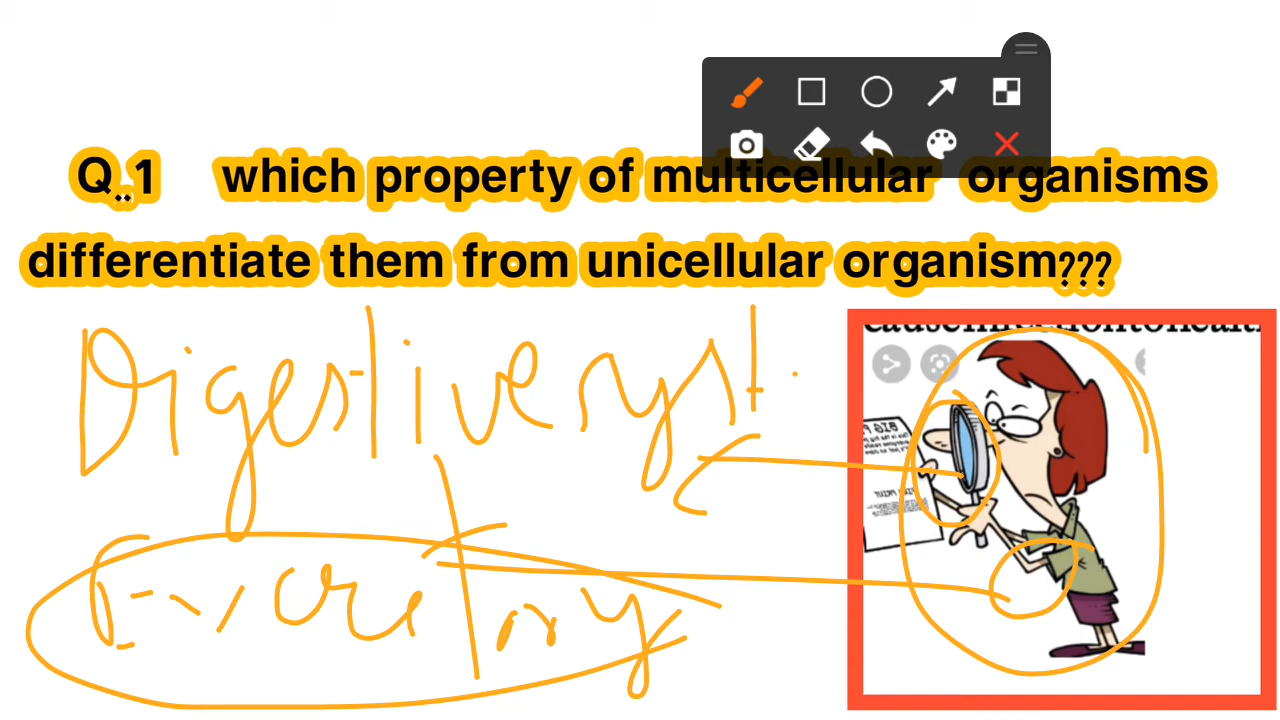 Q..1 which property of multicellular organisms
differentiate them from unicellular organism???
Digestive syst.
Excretory